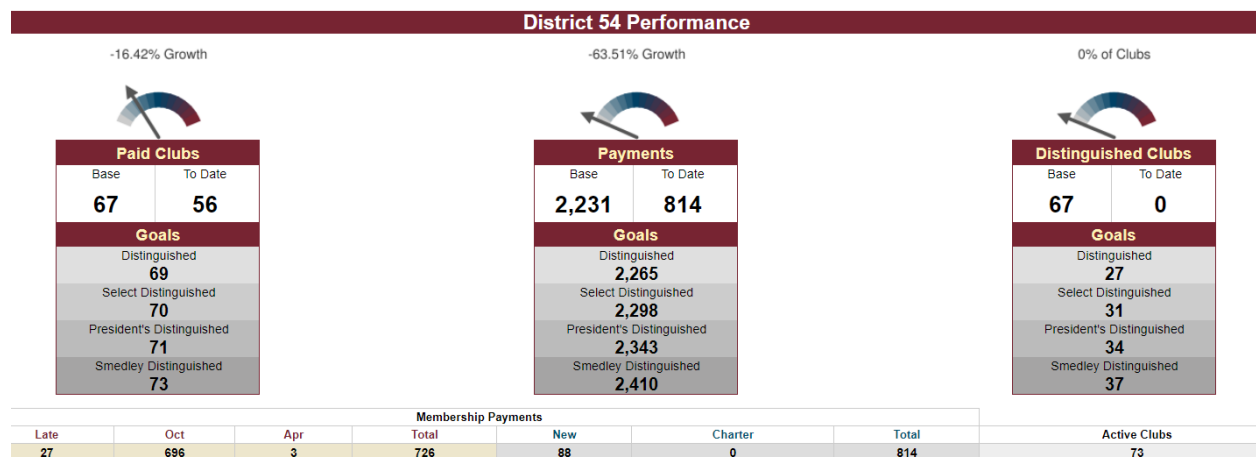 District 54 Performance
-16.42% Growth
-63.51% Growth
0% of Clubs
Paid Clubs
Base To Date
67 56
Goals
Distinguished
69
Select Distinguished
70
President's Distinguished
71
Smedley Distinguished
73
Payments
Base To Date
2,231 814
Goals
Distinguished
2,265
Select Distinguished
2,298
President's Distinguished
2,343
Smedley Distinguished
2,410
Distinguished Clubs
Base To Date
67 0
Goals
Distinguished
27
Select Distinguished
31
President's Distinguished
34
Smedley Distinguished
37
Membership Payments
Late Oct Apr Total New Charter Total Active Clubs
27 696 3 726 88 0 814 73